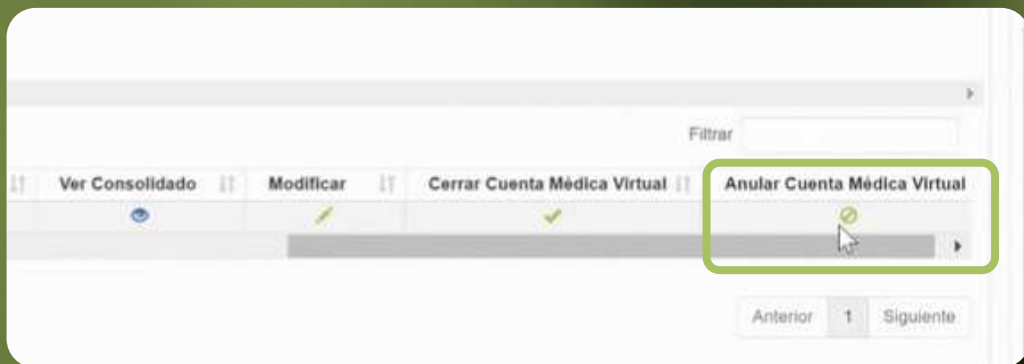 Filtrar
Ver Consolidado Modificar Cerrar Cuenta Médica Virtual Anular Cuenta Médica Virtual
Anterior 1 Siguiente